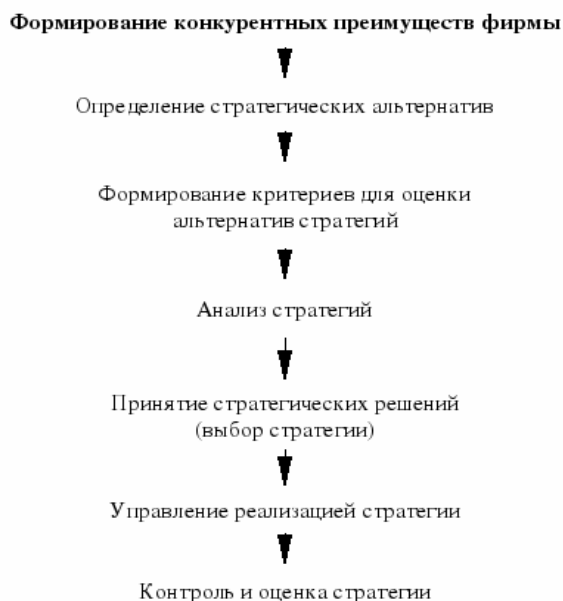 Формирование конкурентных преимуществ фирмы
Определение стратегических альтернатив
Формирование критериев для оценки
альтернатив стратегий
Анализ стратегий
Принятие стратегических решений
(выбор стратегии)
Управление реализацией стратегии
Контроль и оценка стратегии